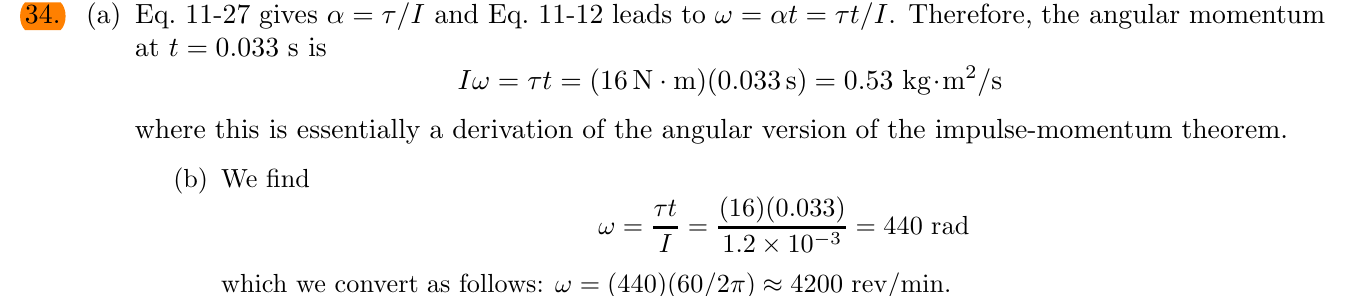 34. (a) Eq. 11-27 gives α = τ/I and Eq. 11-12 leads to ω = αt = τt/I. Therefore, the angular momentum
at t = 0.033 s is
Iω = τt = (16 N · m)(0.033 s) = 0.53 kg·m²/s
where this is essentially a derivation of the angular version of the impulse-momentum theorem.
(b) We find
ω = τt/I = (16)(0.033)/1.2 × 10⁻³ = 440 rad
which we convert as follows: ω = (440)(60/2π) ≈ 4200 rev/min.